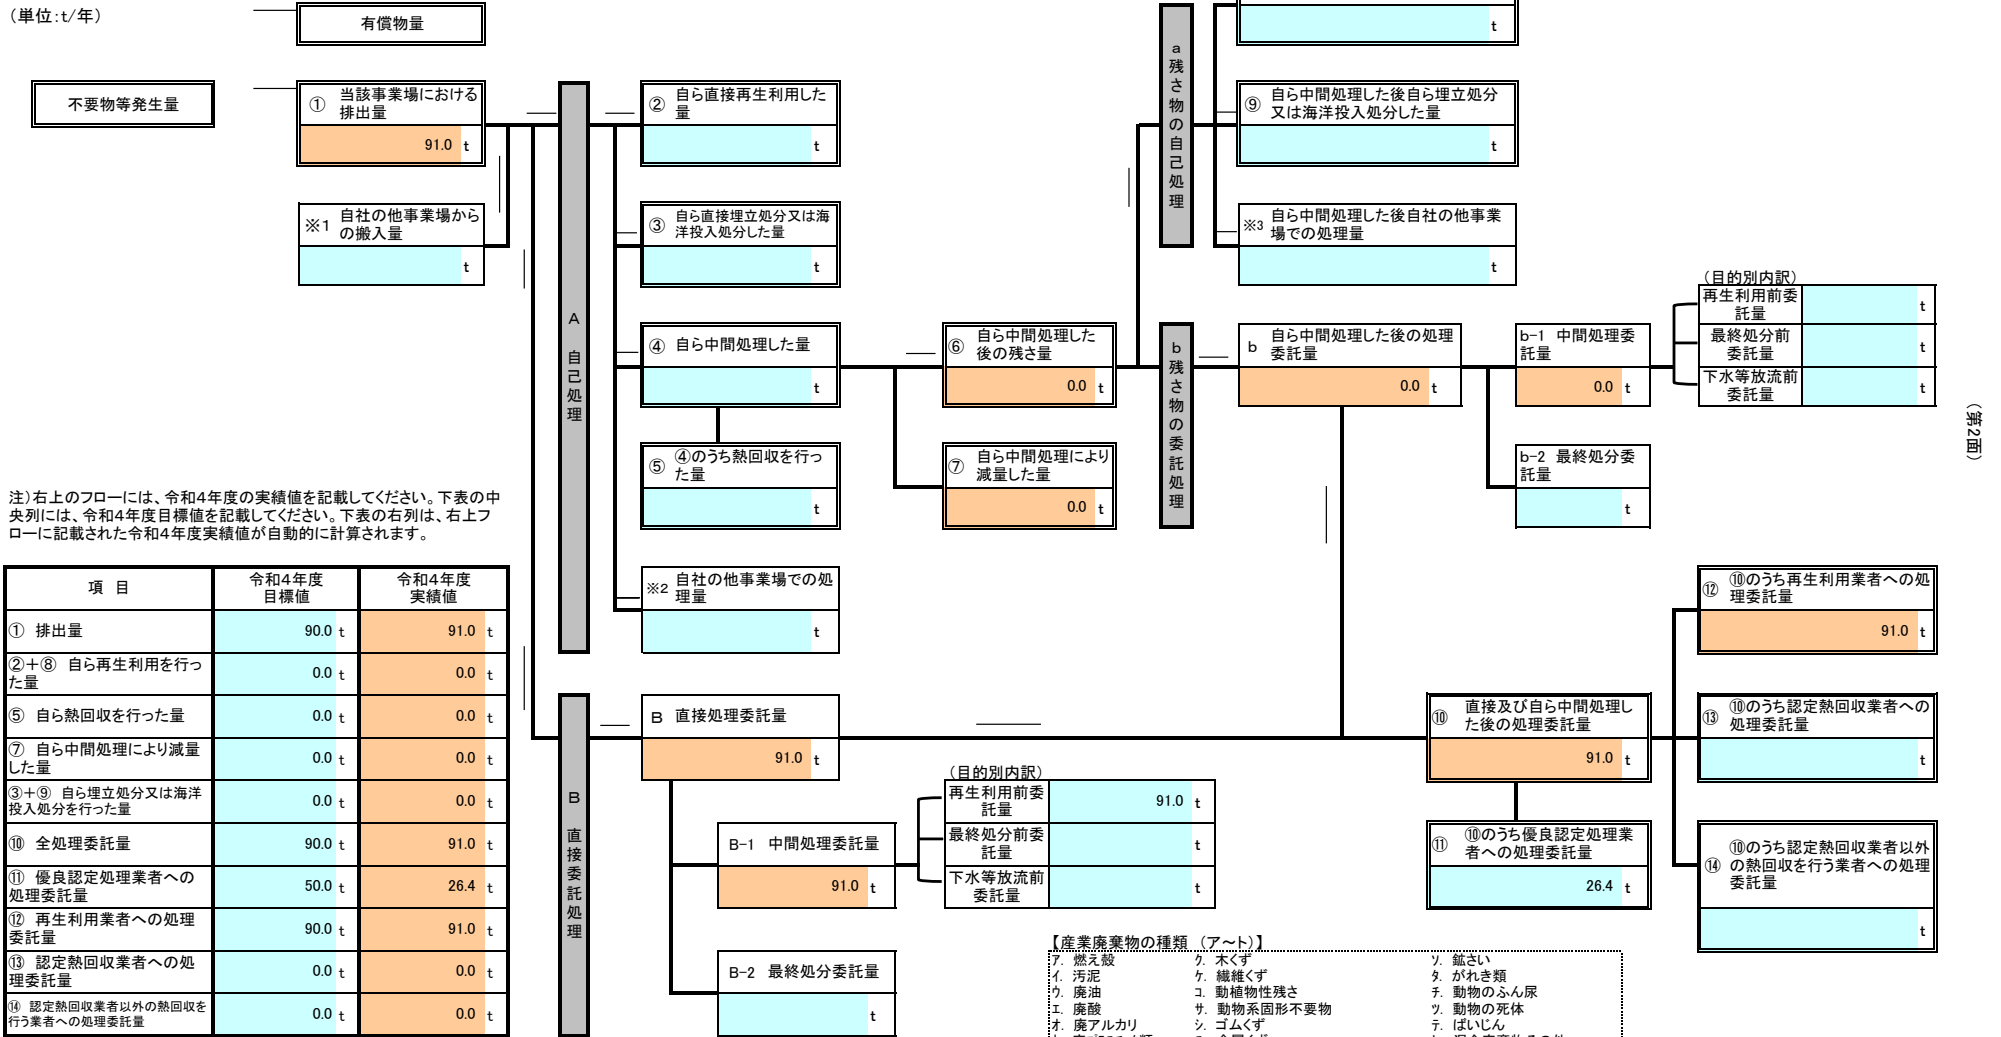 (単位:t/年)
有償物量
t
不要物等発生量
① 当該事業場における
排出量
91.0 t
※1 自社の他事業場から
の搬入量
t
A 自己処理
② 自ら直接再生利用した
量
t
③ 自ら直接埋立処分又は海
洋投入処分した量
t
④ 自ら中間処理した量
t
⑤ ④のうち熱回収を行っ
た量
t
※2 自社の他事業場での処
理量
t
⑥ 自ら中間処理した
後の残さ量
0.0 t
⑦ 自ら中間処理により
減量した量
0.0 t
a 残さ物の自己処理
⑨ 自ら中間処理した後自ら埋立処分
又は海洋投入処分した量
t
※3 自ら中間処理した後自社の他事業
場での処理量
t
b 残さ物の委託処理
b 自ら中間処理した後の処理
委託量
0.0 t
b-1 中間処理委
託量
0.0 t
b-2 最終処分委
託量
t
(目的別内訳)
再生利用前委
託量
t
最終処分前
委託量
t
下水等放流前
委託量
t
(第2面)
注)右上のフローには、令和4年度の実績値を記載してください。下表の中
央列には、令和4年度目標値を記載してください。下表の右列は、右上フ
ローに記載された令和4年度実績値が自動的に計算されます。
項 目 令和4年度
目標値 令和4年度
実績値
① 排出量 90.0 t 91.0 t
②+⑧ 自ら再生利用を行っ
た量 0.0 t 0.0 t
⑤ 自ら熱回収を行った量 0.0 t 0.0 t
⑦ 自ら中間処理により減量
した量 0.0 t 0.0 t
③+⑨ 自ら埋立処分又は海洋
投入処分を行った量 0.0 t 0.0 t
⑩ 全処理委託量 90.0 t 91.0 t
⑪ 優良認定処理業者への
処理委託量 50.0 t 26.4 t
⑫ 再生利用業者への処理
委託量 90.0 t 91.0 t
⑬ 認定熱回収業者への処
理委託量 0.0 t 0.0 t
⑭ 認定熱回収業者以外の熱回収を
行う業者への処理委託量 0.0 t 0.0 t
B 直接委託処理
B 直接処理委託量
91.0 t
B-1 中間処理委託量
91.0 t
B-2 最終処分委託量
t
(目的別内訳)
再生利用前委
託量
91.0 t
最終処分前委
託量
t
下水等放流前
委託量
t
⑩ 直接及び自ら中間処理し
た後の処理委託量
91.0 t
⑪ ⑩のうち優良認定処理業
者への処理委託量
26.4 t
⑫ ⑩のうち再生利用業者への処
理委託量
91.0 t
⑬ ⑩のうち認定熱回収業者への
処理委託量
t
⑭ ⑩のうち認定熱回収業者以外
の熱回収を行う業者への処理
委託量
t
【産業廃棄物の種類 (ア~ト)】
ア. 燃え殻 ク. 木くず ソ. 鉱さい
イ. 汚泥 ケ. 繊維くず タ. がれき類
ウ. 廃油 コ. 動植物性残さ チ. 動物のふん尿
エ. 廃酸 サ. 動物系固形不要物 ツ. 動物の死体
オ. 廃アルカリ シ. ゴムくず テ. ばいじん